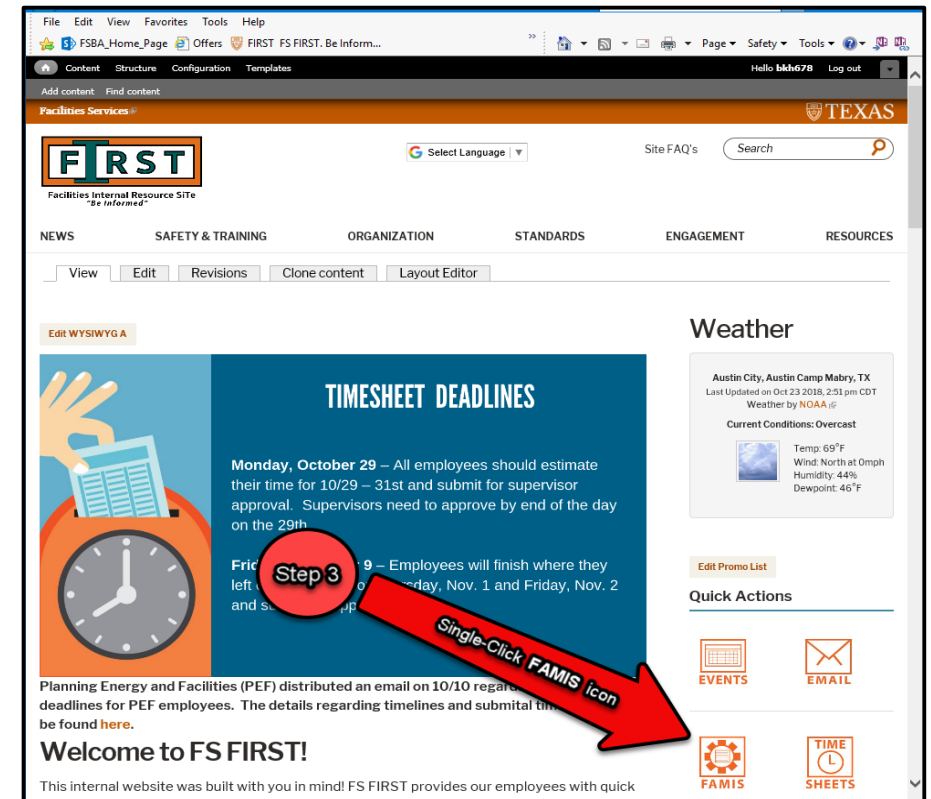 File Edit View Favorites Tools Help
FSBA_Home_Page Offers FIRST FS FIRST. Be Inform... Page Safety Tools
Content Structure Configuration Templates Hello bkh678 Log out
Add content Find content
Facilities Services TEXAS
FIRST
Facilities Internal Resource SiTe
"Be Informed"
G Select Language
Site FAQ's Search
NEWS SAFETY & TRAINING ORGANIZATION STANDARDS ENGAGEMENT RESOURCES
View Edit Revisions Clone content Layout Editor
Edit WYSIWYG A
TIMESHEET DEADLINES
Monday, October 29 – All employees should estimate
their time for 10/29 – 31st and submit for supervisor
approval. Supervisors need to approve by end of the day
on the 29th
9 – Employees will finish where they
left Nov. 1 and Friday, Nov. 2
and
Step 3
Single-Click FAMIS icon
Planning Energy and Facilities (PEF) distributed an email on 10/10
deadlines for PEF employees. The details regarding timelines and submital
be found here.
Welcome to FS FIRST!
This internal website was built with you in mind! FS FIRST provides our employees with quick
Weather
Austin City, Austin Camp Mabry, TX
Last Updated on Oct 23 2018, 2:51 pm CDT
Weather by NOAA
Current Conditions: Overcast
Temp: 69°F
Wind: North at 0mph
Humidity: 44%
Dewpoint: 46°F
Edit Promo List
Quick Actions
EVENTS EMAIL
TIME
FAMIS SHEETS